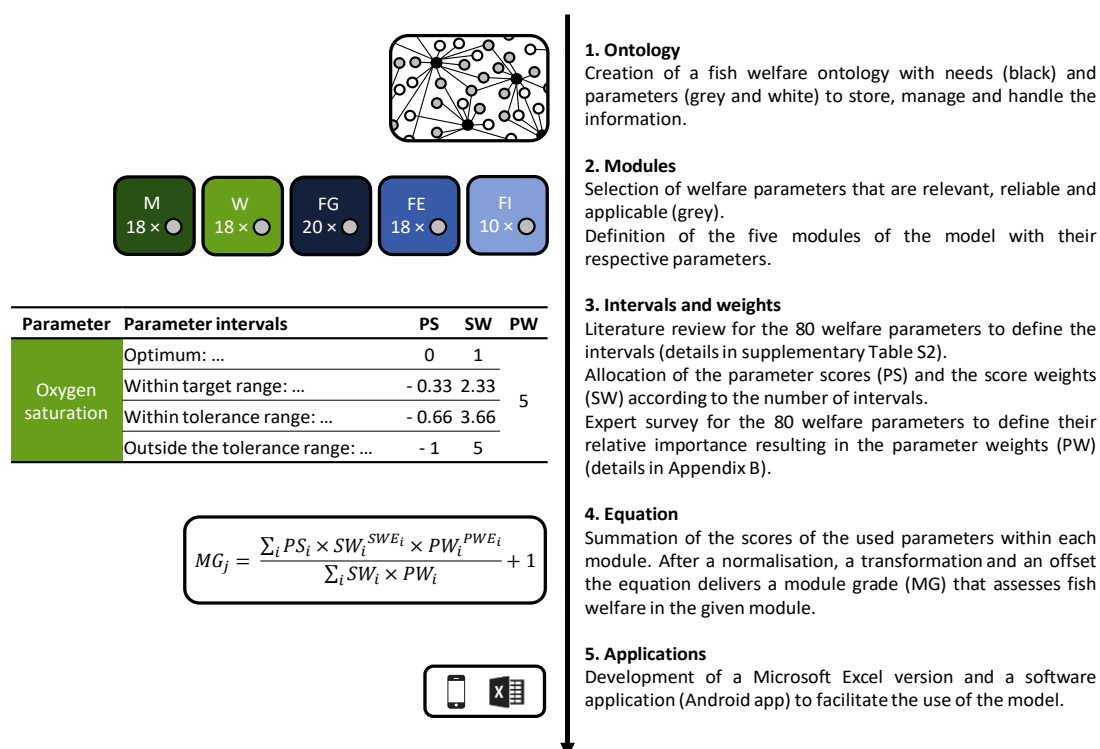 1. Ontology
Creation of a fish welfare ontology with needs (black) and
parameters (grey and white) to store, manage and handle the
information.
M
18 ×
W
18 ×
FG
20 ×
FE
18 ×
FI
10 ×
2. Modules
Selection of welfare parameters that are relevant, reliable and
applicable (grey).
Definition of the five modules of the model with their
respective parameters.
Parameter Parameter intervals PS SW PW
Oxygen
saturation
Optimum: ... 0 1
Within target range: ... - 0.33 2.33
Within tolerance range: ... - 0.66 3.66
Outside the tolerance range: ... - 1 5
5
3. Intervals and weights
Literature review for the 80 welfare parameters to define the
intervals (details in supplementary Table S2).
Allocation of the parameter scores (PS) and the score weights
(SW) according to the number of intervals.
Expert survey for the 80 welfare parameters to define their
relative importance resulting in the parameter weights (PW)
(details in Appendix B).
MG_j = (∑_i PS_i × SW_i^{SWE_i} × PW_i^{PWE_i}) / (∑_i SW_i × PW_i) + 1
4. Equation
Summation of the scores of the used parameters within each
module. After a normalisation, a transformation and an offset
the equation delivers a module grade (MG) that assesses fish
welfare in the given module.
X
5. Applications
Development of a Microsoft Excel version and a software
application (Android app) to facilitate the use of the model.